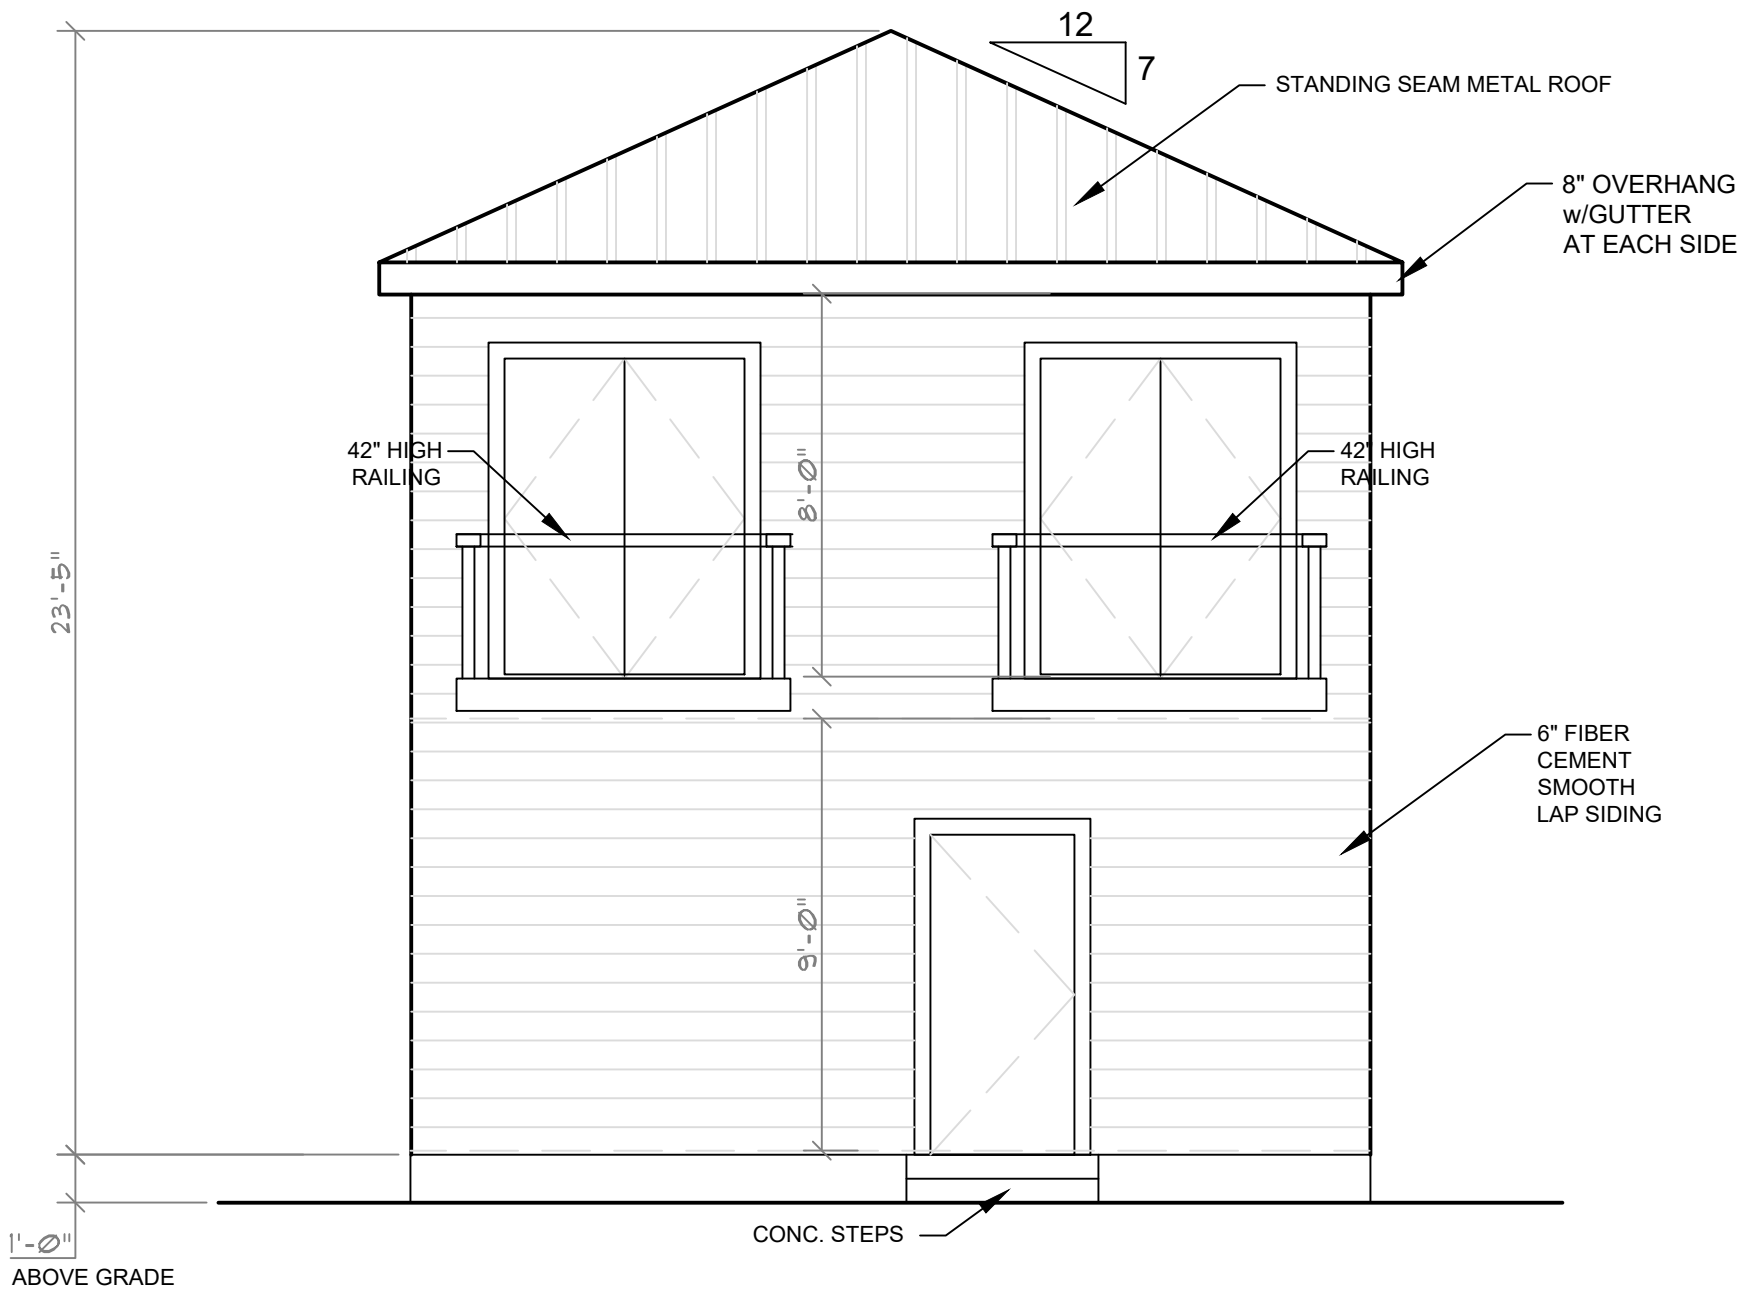 12
7
STANDING SEAM METAL ROOF
8" OVERHANG
w/GUTTER
AT EACH SIDE
42" HIGH
RAILING
42" HIGH
RAILING
8'-0"
23'-5"
6" FIBER
CEMENT
SMOOTH
LAP SIDING
9'-0"
CONC. STEPS
1'-0"
ABOVE GRADE